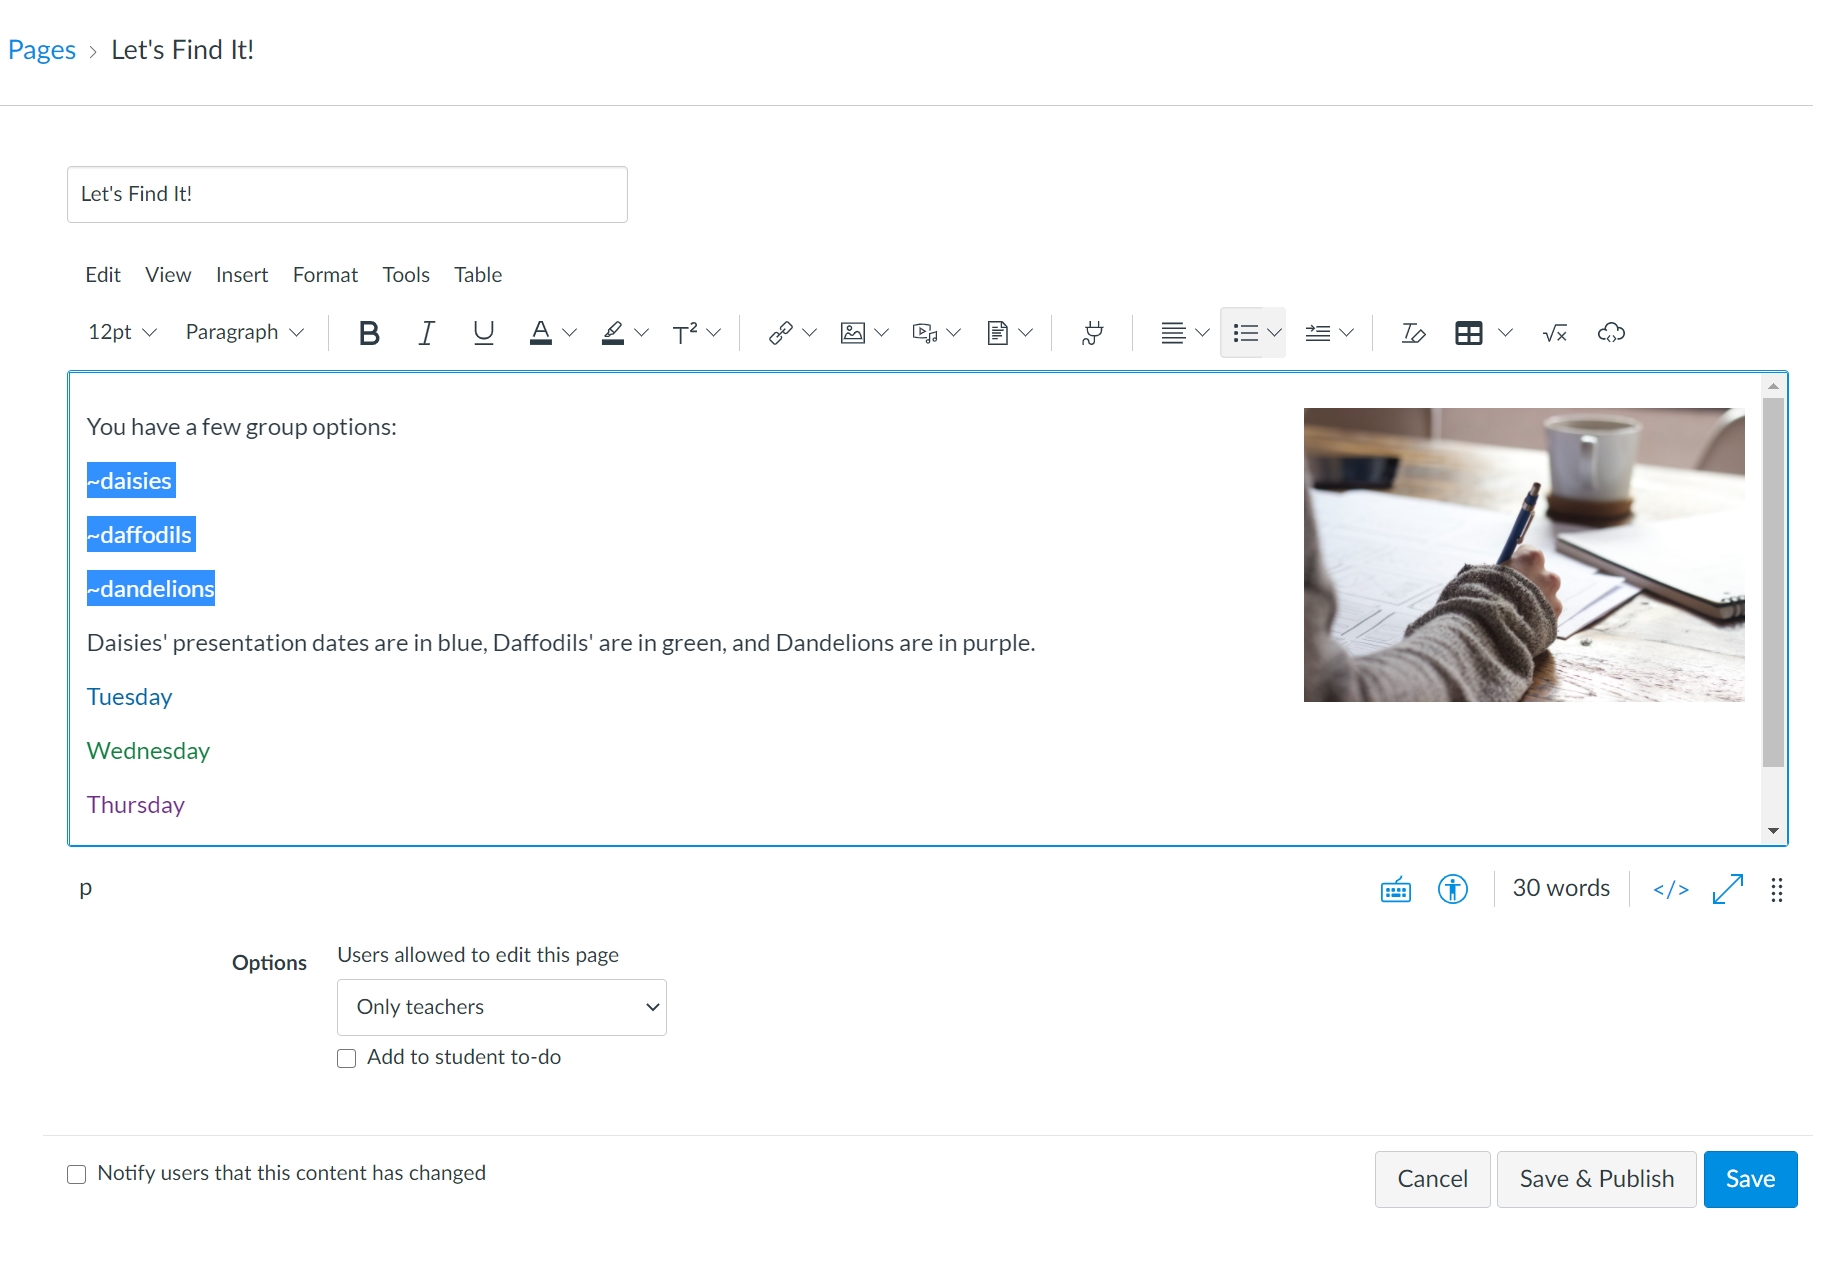 Pages > Let's Find It!
Let's Find It!
Edit View Insert Format Tools Table
12pt Paragraph B I U A T²
You have a few group options:
~daisies
~daffodils
~dandelions
Daisies' presentation dates are in blue, Daffodils' are in green, and Dandelions are in purple.
Tuesday
Wednesday
Thursday
p 30 words </>
Options Users allowed to edit this page
Only teachers
Add to student to-do
Notify users that this content has changed
Cancel Save & Publish Save